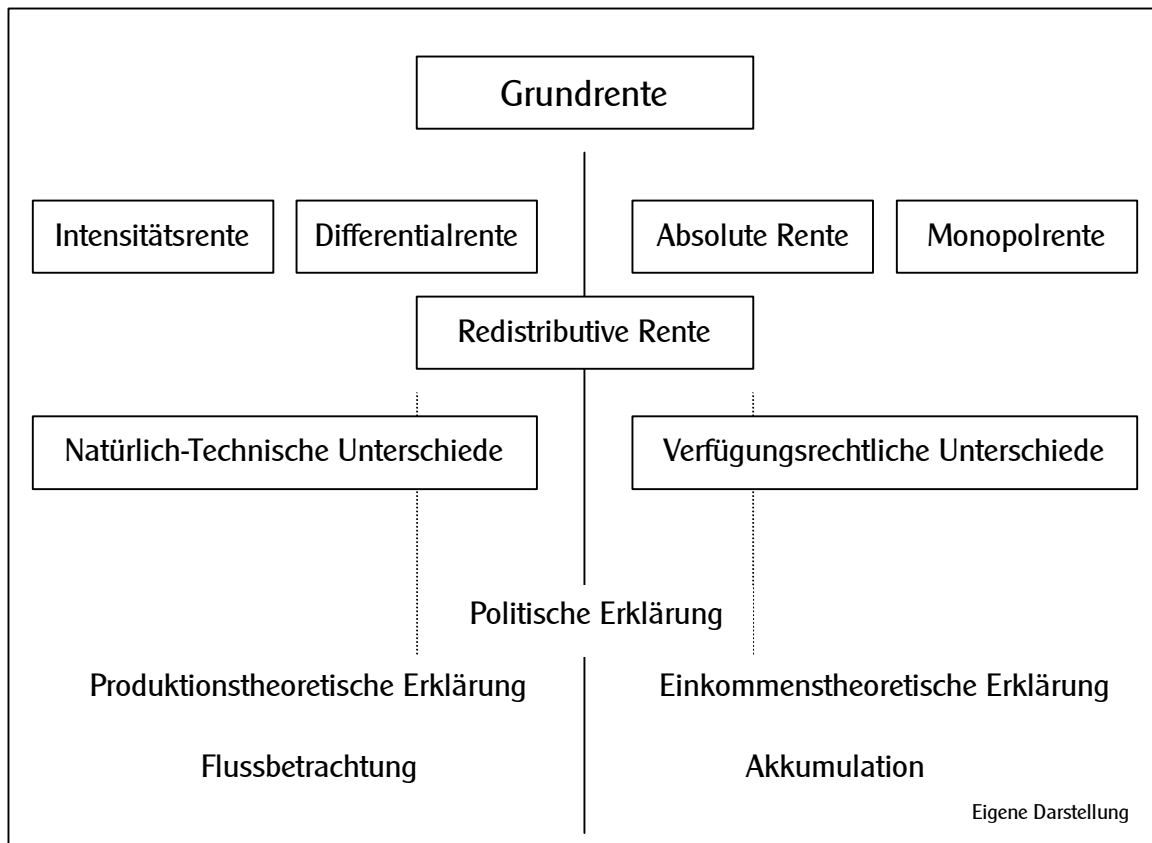 Grundrente
Intensitätsrente
Differentialrente
Absolute Rente
Monopolrente
Redistributive Rente
Natürlich-Technische Unterschiede
Verfügungsrechtliche Unterschiede
Politische Erklärung
Produktionstheoretische Erklärung
Einkommenstheoretische Erklärung
Flussbetrachtung
Akkumulation
Eigene Darstellung